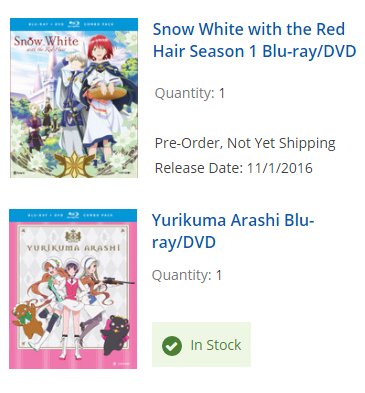 BLU-RAY + DVD COMBO PACK
Snow White
with the Red Hair
Snow White with the Red
Hair Season 1 Blu-ray/DVD
Quantity: 1
Pre-Order, Not Yet Shipping
Release Date: 11/1/2016
BLU-RAY + DVD COMBO PACK
YURIKUMA ARASHI
Yurikuma Arashi Blu-
ray/DVD
Quantity: 1
In Stock